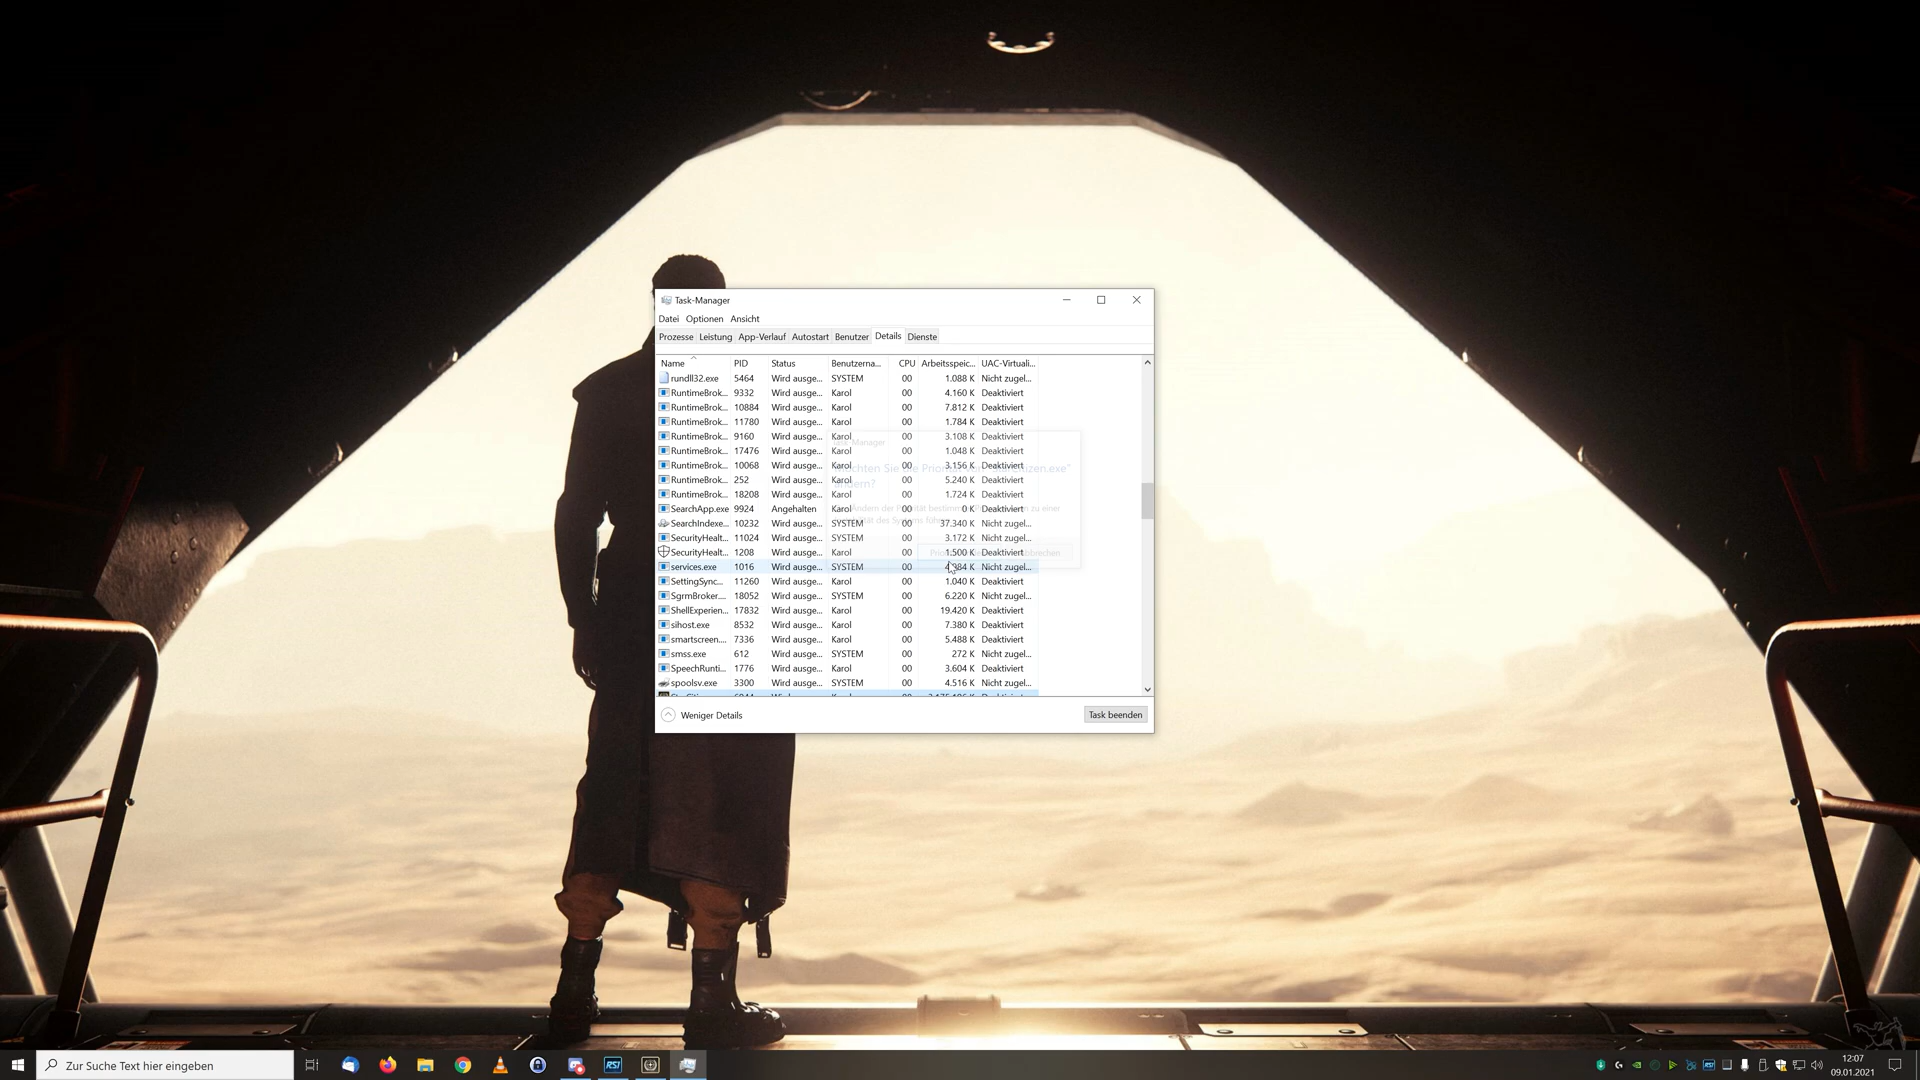 Task-Manager
Datei Optionen Ansicht
Prozesse Leistung App-Verlauf Autostart Benutzer Details Dienste
Name PID Status Benutzerna... CPU Arbeitsspeic... UAC-Virtuali...
rundll32.exe 5464 Wird ausge... SYSTEM 00 1.088 K Nicht zugel...
RuntimeBrok... 9332 Wird ausge... Karol 00 4.160 K Deaktiviert
RuntimeBrok... 10884 Wird ausge... Karol 00 7.812 K Deaktiviert
RuntimeBrok... 11780 Wird ausge... Karol 00 1.784 K Deaktiviert
RuntimeBrok... 9160 Wird ausge... Karol 00 3.108 K Deaktiviert
RuntimeBrok... 17476 Wird ausge... Karol 00 1.048 K Deaktiviert
RuntimeBrok... 10068 Wird ausge... Karol 00 3.156 K Deaktiviert
RuntimeBrok... 252 Wird ausge... Karol 00 5.240 K Deaktiviert
RuntimeBrok... 18208 Wird ausge... Karol 00 1.724 K Deaktiviert
SearchApp.exe 9924 Angehalten Karol 00 0 K Deaktiviert
SearchIndexe... 10232 Wird ausge... SYSTEM 00 37.340 K Nicht zugel...
SecurityHealt... 11024 Wird ausge... SYSTEM 00 3.172 K Nicht zugel...
SecurityHealt... 1208 Wird ausge... Karol 00 1.500 K Deaktiviert
services.exe 1016 Wird ausge... SYSTEM 00 Nicht zugel...
SettingSync... 11260 Wird ausge... Karol 00 1.040 K Deaktiviert
SgrmBroker.... 18052 Wird ausge... SYSTEM 00 6.220 K Nicht zugel...
ShellExperien... 17832 Wird ausge... Karol 00 19.420 K Deaktiviert
sihost.exe 8532 Wird ausge... Karol 00 7.380 K Deaktiviert
smartscreen.... 7336 Wird ausge... Karol 00 5.488 K Deaktiviert
smss.exe 612 Wird ausge... SYSTEM 00 272 K Nicht zugel...
SpeechRunti... 1776 Wird ausge... Karol 00 3.604 K Deaktiviert
spoolsv.exe 3300 Wird ausge... SYSTEM 00 4.516 K Nicht zugel...
Task-Manager
Sie die
ändern?
Ändern der
des Systems
Abbrechen
Weniger Details Task beenden
Zur Suche Text hier eingeben
RSI
12:07
09.01.2021